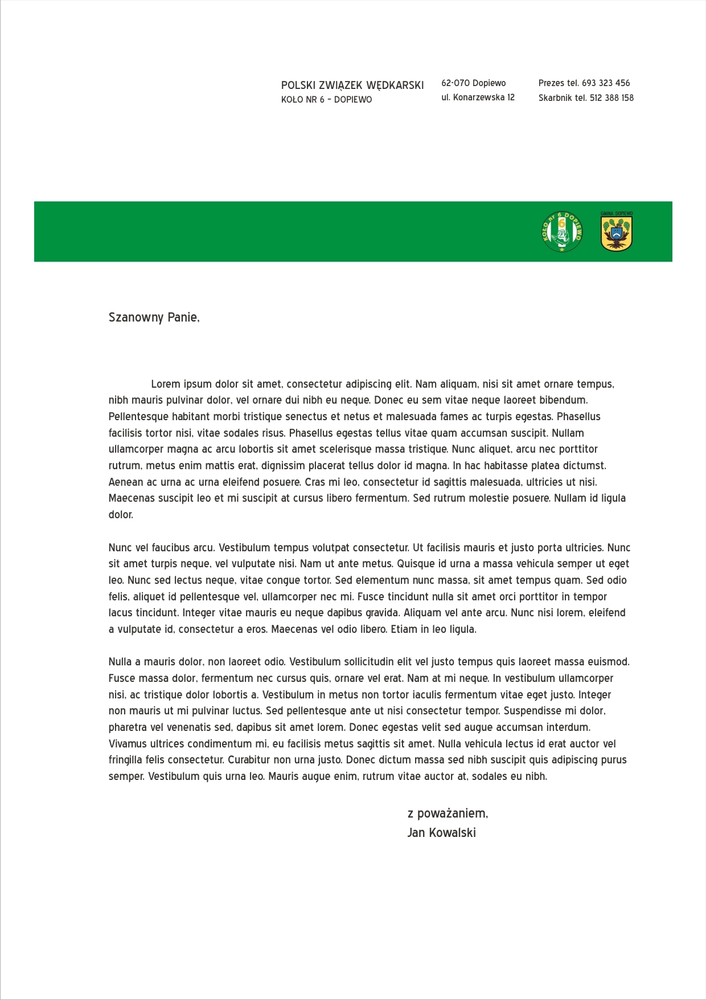 POLSKI ZWIĄZEK WĘDKARSKI
KOŁO NR 6 – DOPIEWO
62-070 Dopiewo
ul. Konarzewska 12
Prezes tel. 693 323 456
Skarbnik tel. 512 388 158
KOŁO nr 6 DOPIEWO
6
GMINA DOPIEWO
Szanowny Panie,
Lorem ipsum dolor sit amet, consectetur adipiscing elit. Nam aliquam, nisi sit amet ornare tempus,
nibh mauris pulvinar dolor, vel ornare dui nibh eu neque. Donec eu sem vitae neque laoreet bibendum.
Pellentesque habitant morbi tristique senectus et netus et malesuada fames ac turpis egestas. Phasellus
facilisis tortor nisi, vitae sodales risus. Phasellus egestas tellus vitae quam accumsan suscipit. Nullam
ullamcorper magna ac arcu lobortis sit amet scelerisque massa tristique. Nunc aliquet, arcu nec porttitor
rutrum, metus enim mattis erat, dignissim placerat tellus dolor id magna. In hac habitasse platea dictumst.
Aenean ac urna ac urna eleifend posuere. Cras mi leo, consectetur id sagittis malesuada, ultricies ut nisi.
Maecenas suscipit leo et mi suscipit at cursus libero fermentum. Sed rutrum molestie posuere. Nullam id ligula
dolor.
Nunc vel faucibus arcu. Vestibulum tempus volutpat consectetur. Ut facilisis mauris et justo porta ultricies. Nunc
sit amet turpis neque, vel vulputate nisi. Nam ut ante metus. Quisque id urna a massa vehicula semper ut eget
leo. Nunc sed lectus neque, vitae congue tortor. Sed elementum nunc massa, sit amet tempus quam. Sed odio
felis, aliquet id pellentesque vel, ullamcorper nec mi. Fusce tincidunt nulla sit amet orci porttitor in tempor
lacus tincidunt. Integer vitae mauris eu neque dapibus gravida. Aliquam vel ante arcu. Nunc nisi lorem, eleifend
a vulputate id, consectetur a eros. Maecenas vel odio libero. Etiam in leo ligula.
Nulla a mauris dolor, non laoreet odio. Vestibulum sollicitudin elit vel justo tempus quis laoreet massa euismod.
Fusce massa dolor, fermentum nec cursus quis, ornare vel erat. Nam at mi neque. In vestibulum ullamcorper
nisi, ac tristique dolor lobortis a. Vestibulum in metus non tortor iaculis fermentum vitae eget justo. Integer
non mauris ut mi pulvinar luctus. Sed pellentesque ante ut nisi consectetur tempor. Suspendisse mi dolor,
pharetra vel venenatis sed, dapibus sit amet lorem. Donec egestas velit sed augue accumsan interdum.
Vivamus ultrices condimentum mi, eu facilisis metus sagittis sit amet. Nulla vehicula lectus id erat auctor vel
fringilla felis consectetur. Curabitur non urna justo. Donec dictum massa sed nibh suscipit quis adipiscing purus
semper. Vestibulum quis urna leo. Mauris augue enim, rutrum vitae auctor at, sodales eu nibh.
z poważaniem,
Jan Kowalski